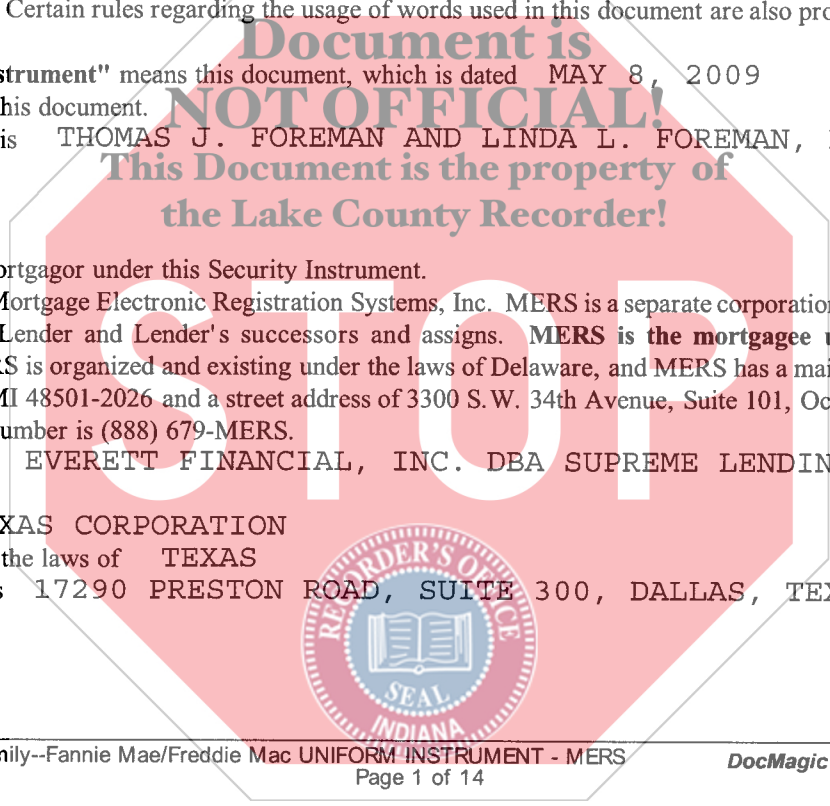 Certain rules regarding the usage of words used in this document are also pro
Document is
strument" means this document, which is dated MAY 8, 2009
his document.
NOT OFFICIAL!
is THOMAS J. FOREMAN AND LINDA L. FOREMAN,
This Document is the property of
the Lake County Recorder!
ortgagor under this Security Instrument.
Mortgage Electronic Registration Systems, Inc. MERS is a separate corporation
Lender and Lender's successors and assigns. MERS is the mortgagee u
S is organized and existing under the laws of Delaware, and MERS has a mai
MI 48501-2026 and a street address of 3300 S.W. 34th Avenue, Suite 101, Oc
umber is (888) 679-MERS.
EVERETT FINANCIAL, INC. DBA SUPREME LENDIN
STOP
XAS CORPORATION
the laws of TEXAS
s 17290 PRESTON ROAD, SUITE 300, DALLAS, TEX
RECORDER'S OFFICE
SEAL
INDIANA
mily--Fannie Mae/Freddie Mac UNIFORM INSTRUMENT - MERS
DocMagic
Page 1 of 14